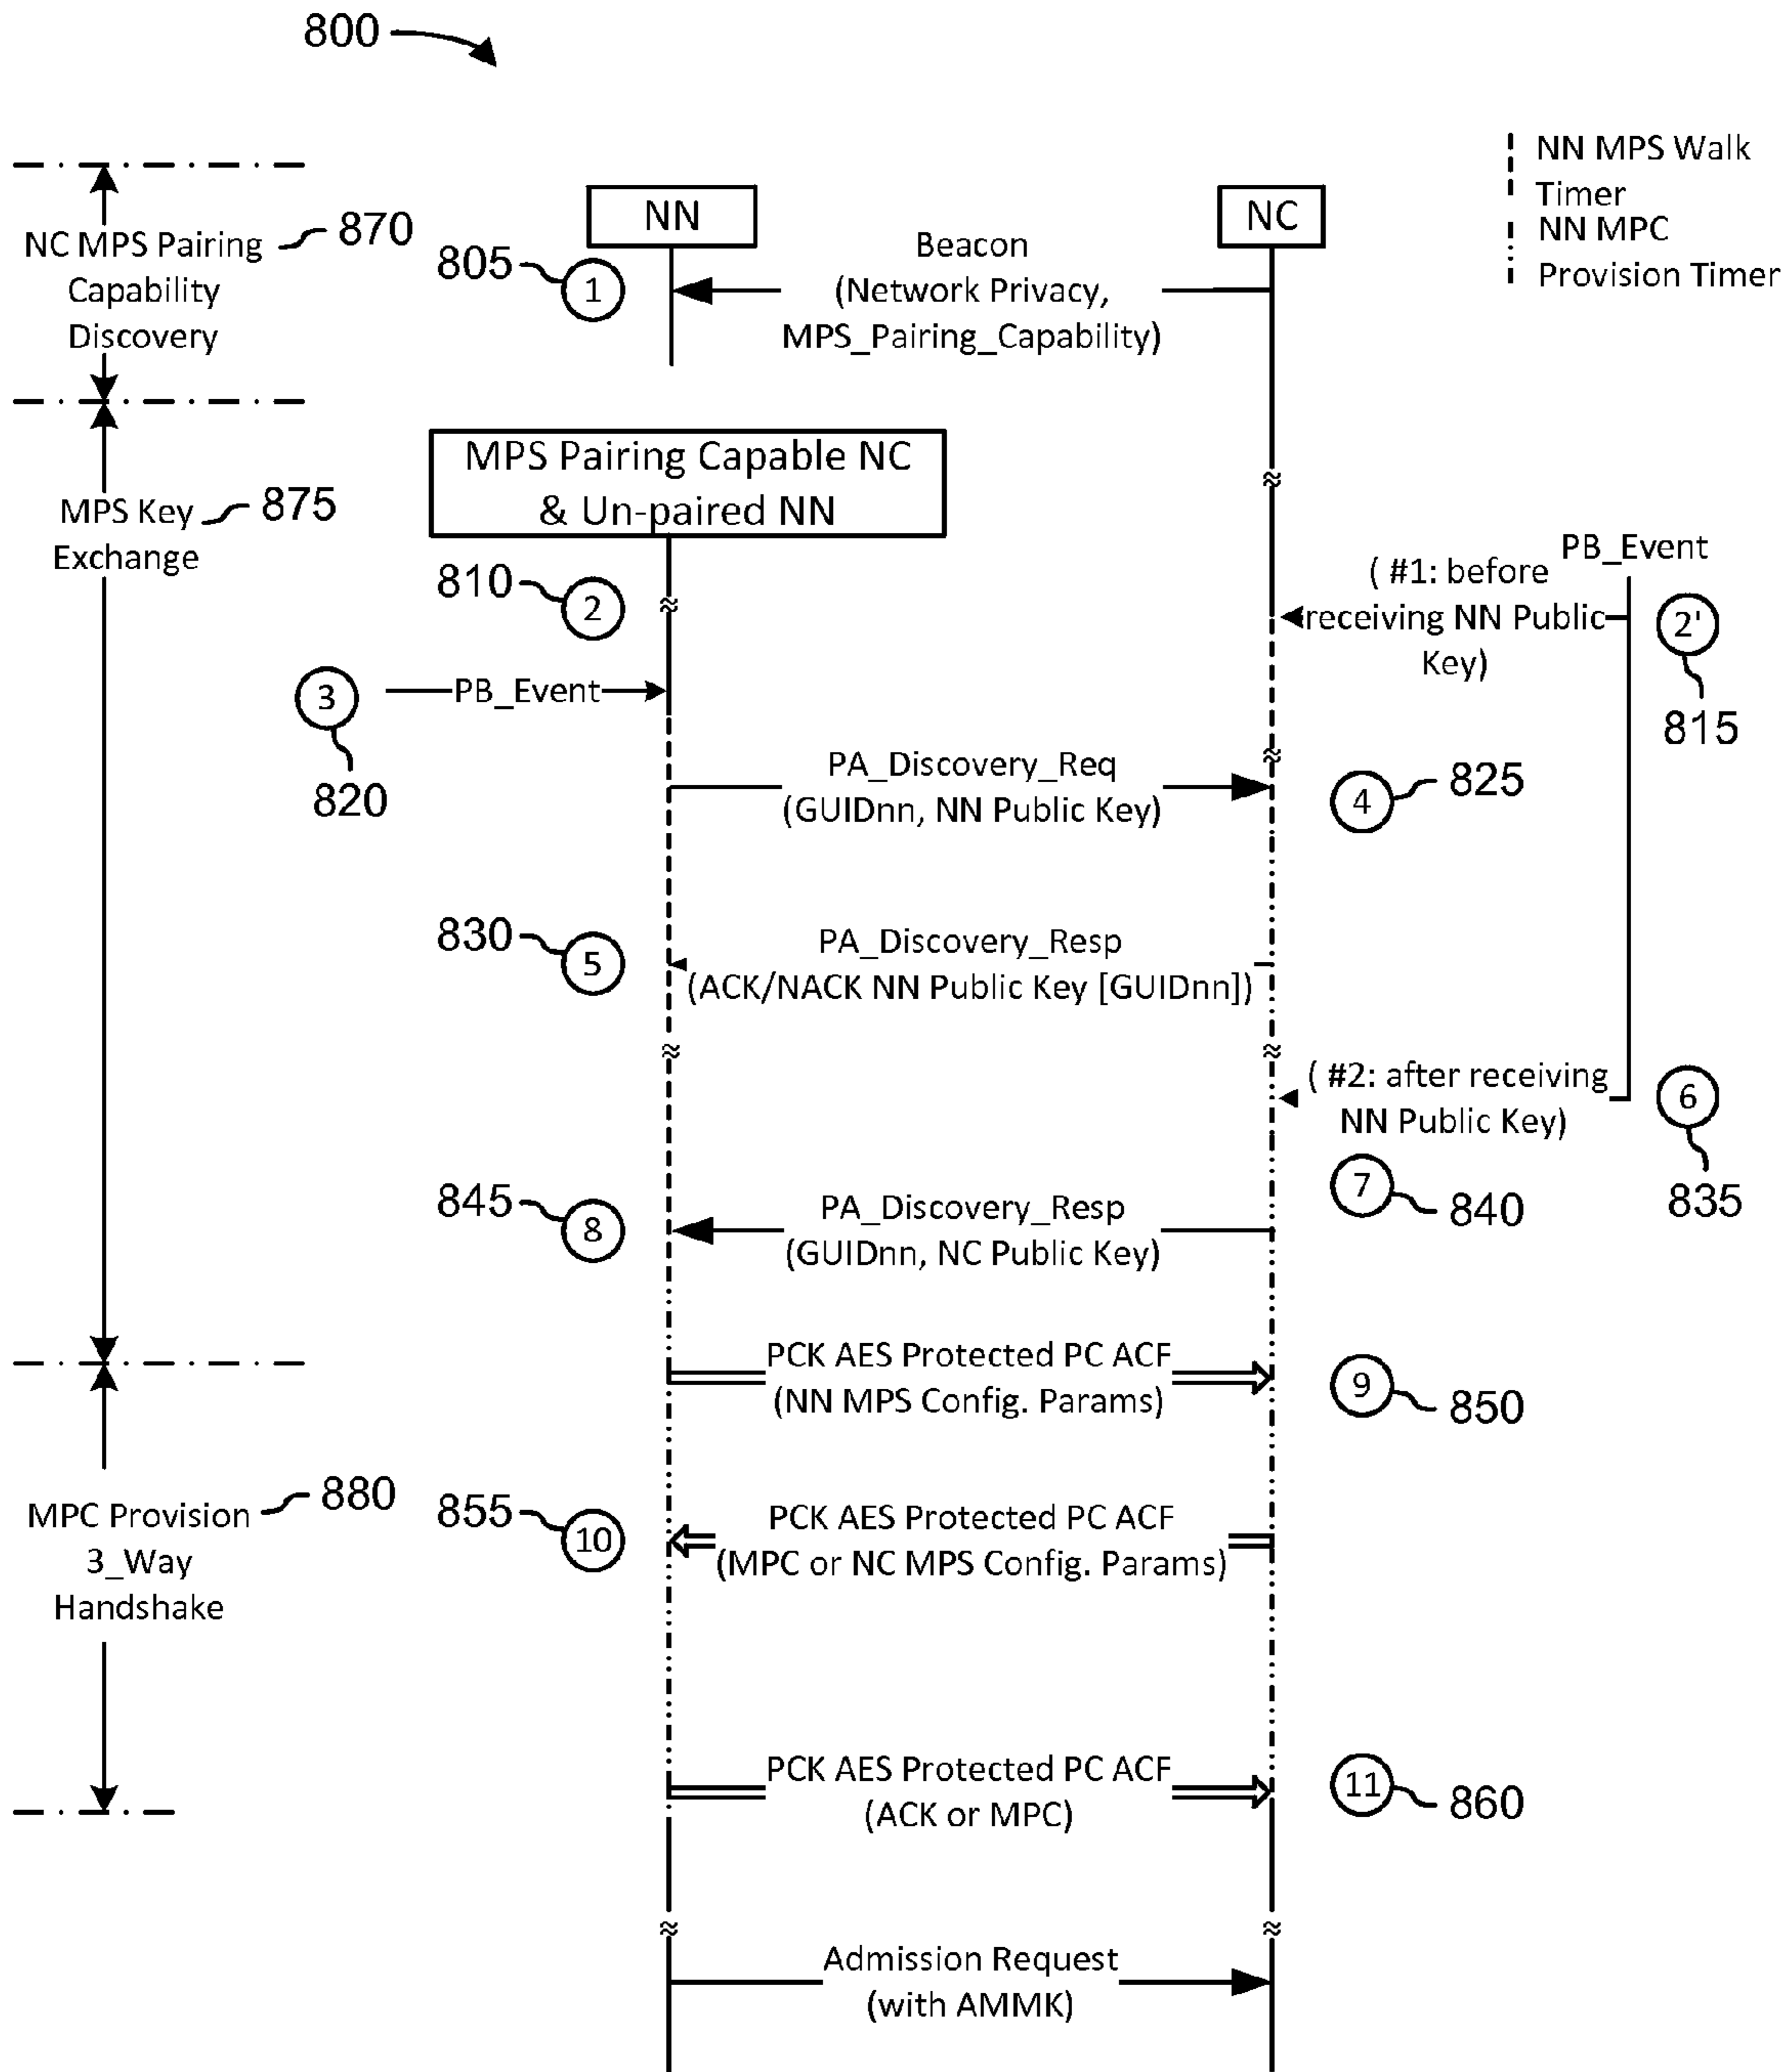 800
NN MPS Walk
Timer
NN MPC
Provision Timer
NC MPS Pairing
Capability
Discovery
870
NN
NC
805
1
Beacon
(Network Privacy,
MPS_Pairing_Capability)
MPS Pairing Capable NC
& Un-paired NN
MPS Key
Exchange
875
810
2
PB_Event
( #1: before
receiving NN Public
Key)
2'
815
3
820
PB_Event
PA_Discovery_Req
(GUIDnn, NN Public Key)
4
825
830
5
PA_Discovery_Resp
(ACK/NACK NN Public Key [GUIDnn])
( #2: after receiving
NN Public Key)
6
835
7
840
845
8
PA_Discovery_Resp
(GUIDnn, NC Public Key)
PCK AES Protected PC ACF
(NN MPS Config. Params)
9
850
MPC Provision
3_Way
Handshake
880
855
10
PCK AES Protected PC ACF
(MPC or NC MPS Config. Params)
PCK AES Protected PC ACF
(ACK or MPC)
11
860
Admission Request
(with AMMK)